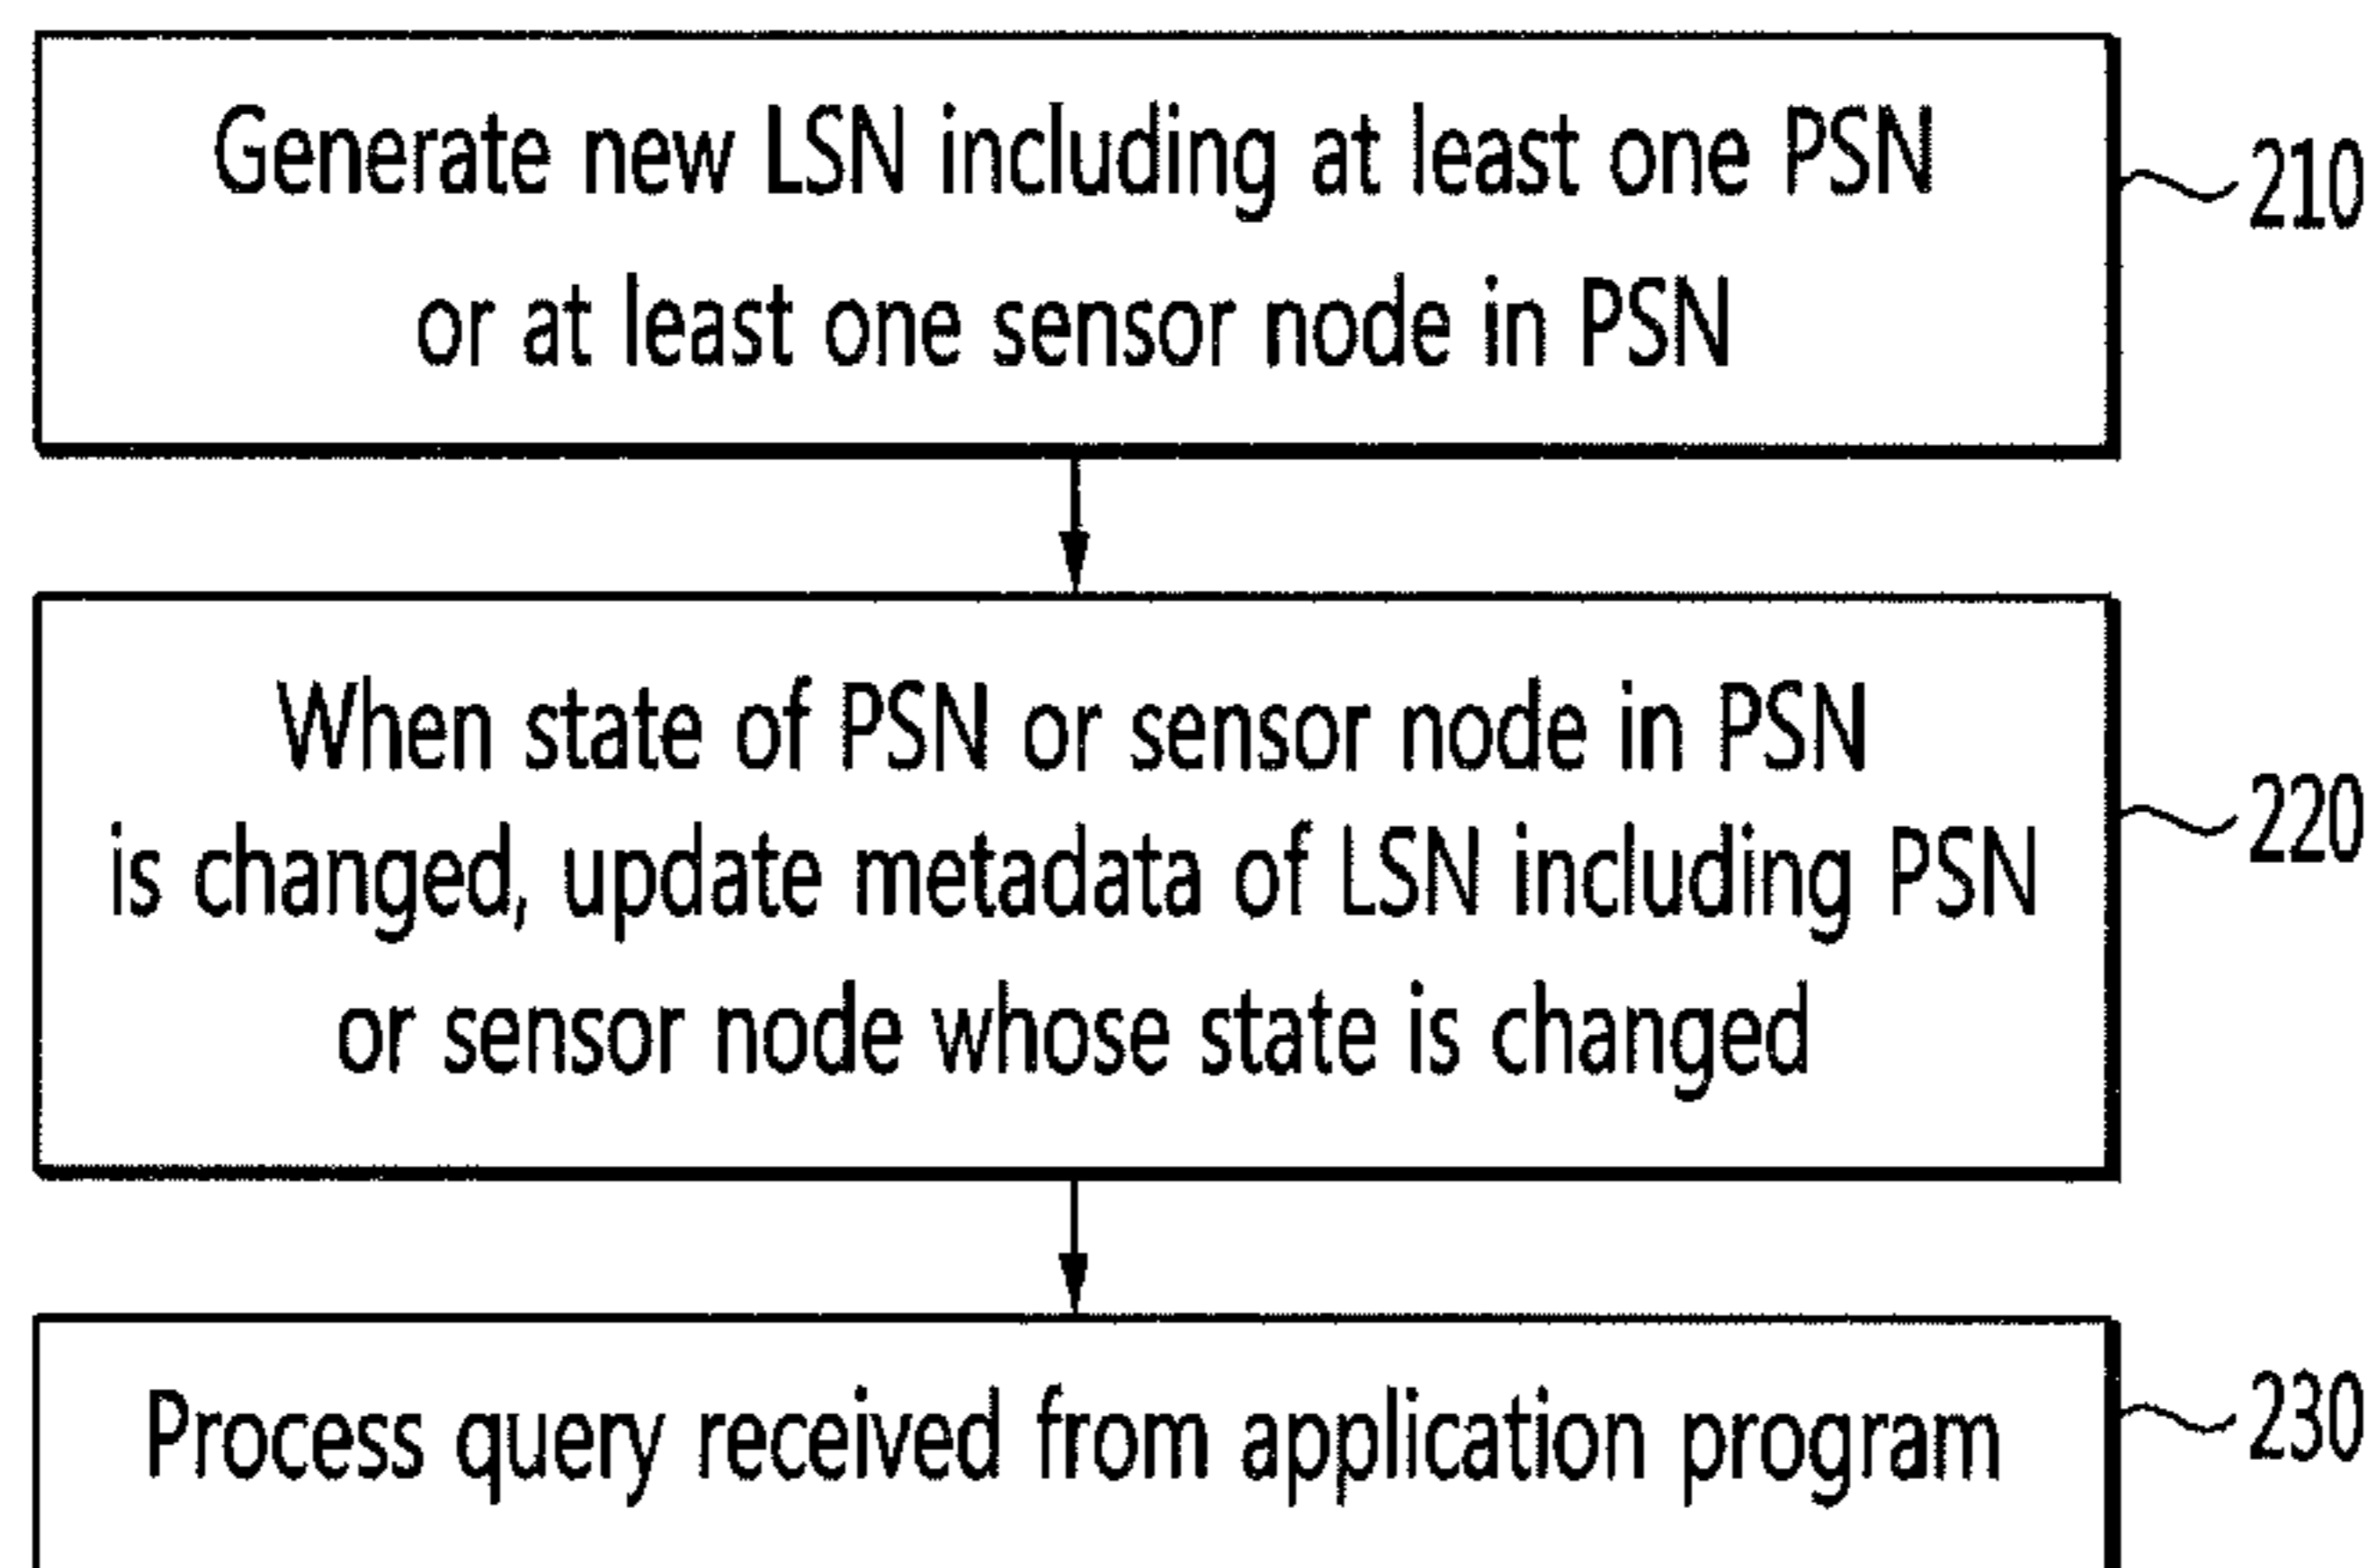 Generate new LSN including at least one PSN
or at least one sensor node in PSN
210
When state of PSN or sensor node in PSN
is changed, update metadata of LSN including PSN
or sensor node whose state is changed
220
Process query received from application program
230